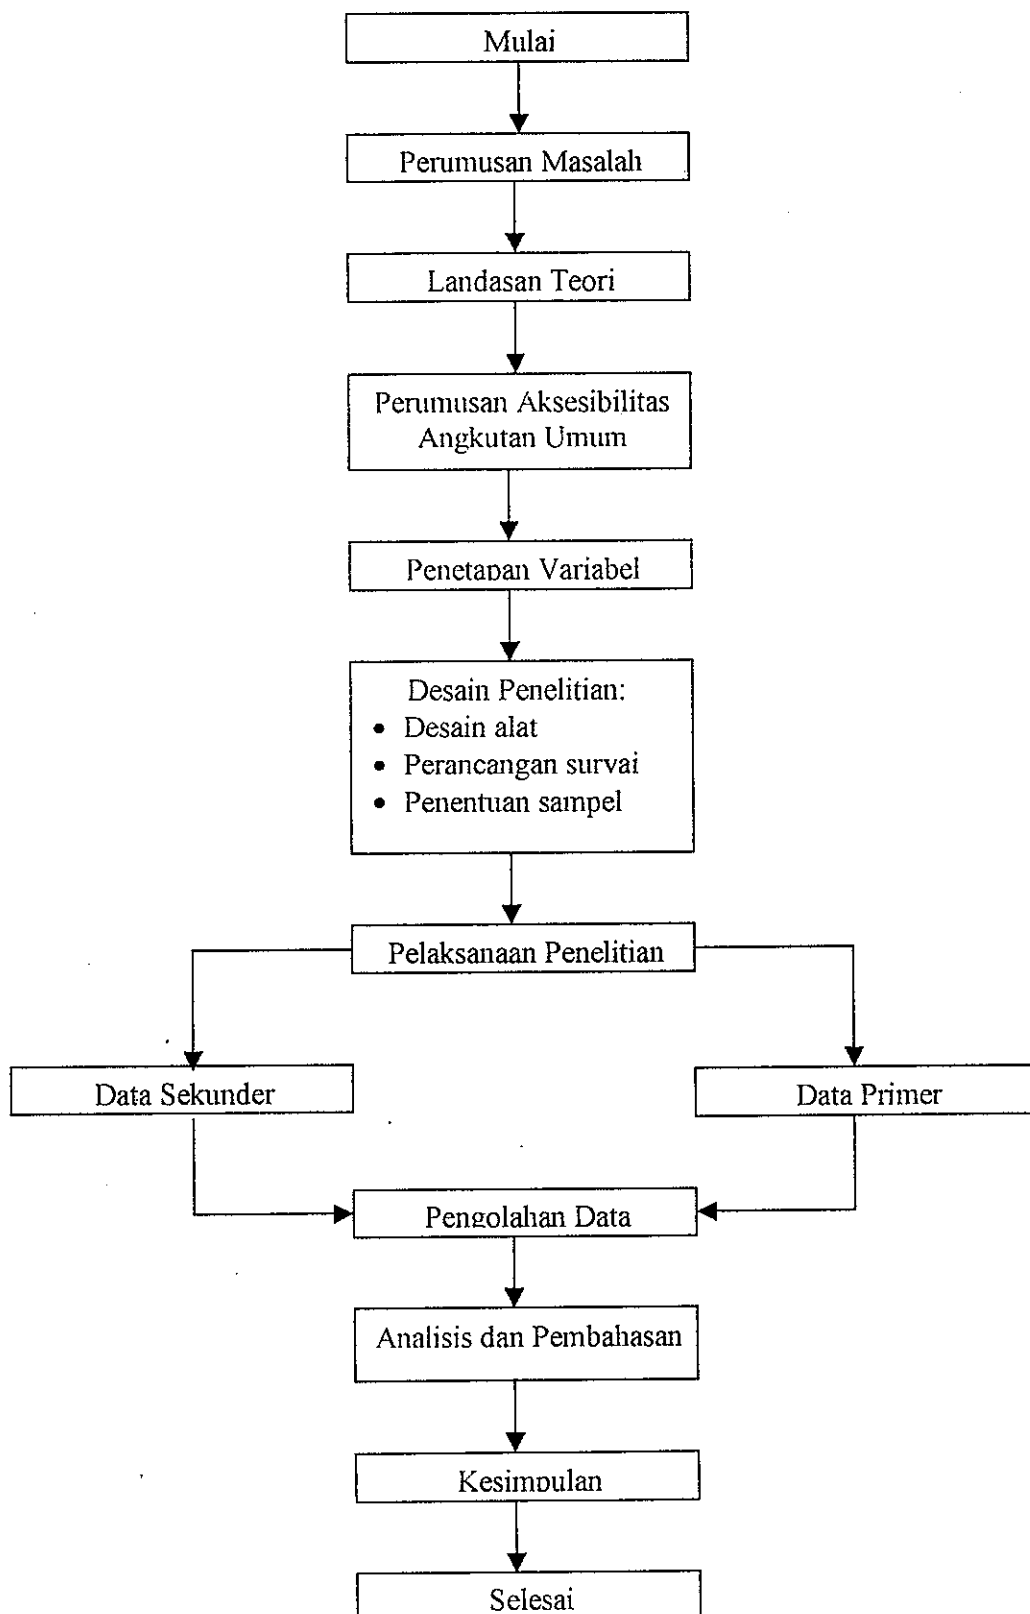 Mulai
Perumusan Masalah
Landasan Teori
Perumusan Aksesibilitas
Angkutan Umum
Penetapan Variabel
Desain Penelitian:
• Desain alat
• Perancangan survai
• Penentuan sampel
Pelaksanaan Penelitian
Data Sekunder
Data Primer
Pengolahan Data
Analisis dan Pembahasan
Kesimpulan
Selesai